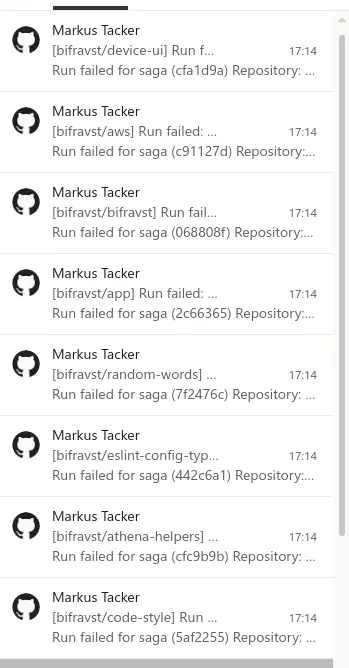 Markus Tacker
[bifravst/device-ui] Run f... 17:14
Run failed for saga (cfa1d9a) Repository: ...
Markus Tacker
[bifravst/aws] Run failed: ... 17:14
Run failed for saga (c91127d) Repository:...
Markus Tacker
[bifravst/bifravst] Run fail... 17:14
Run failed for saga (068808f) Repository:...
Markus Tacker
[bifravst/app] Run failed: ... 17:14
Run failed for saga (2c66365) Repository:...
Markus Tacker
[bifravst/random-words] ... 17:14
Run failed for saga (7f2476c) Repository: ...
Markus Tacker
[bifravst/eslint-config-typ... 17:14
Run failed for saga (442c6a1) Repository:...
Markus Tacker
[bifravst/athena-helpers] ... 17:14
Run failed for saga (cfc9b9b) Repository: ...
Markus Tacker
[bifravst/code-style] Run ... 17:14
Run failed for saga (5af2255) Repository: ...